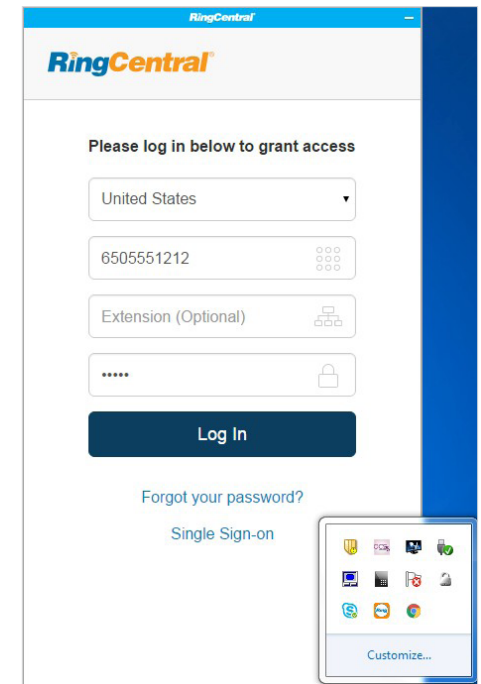 RingCentral®
RingCentral®
Please log in below to grant access
United States
6505551212
Extension (Optional)
•••••
Log In
Forgot your password?
Single Sign-on
Customize...